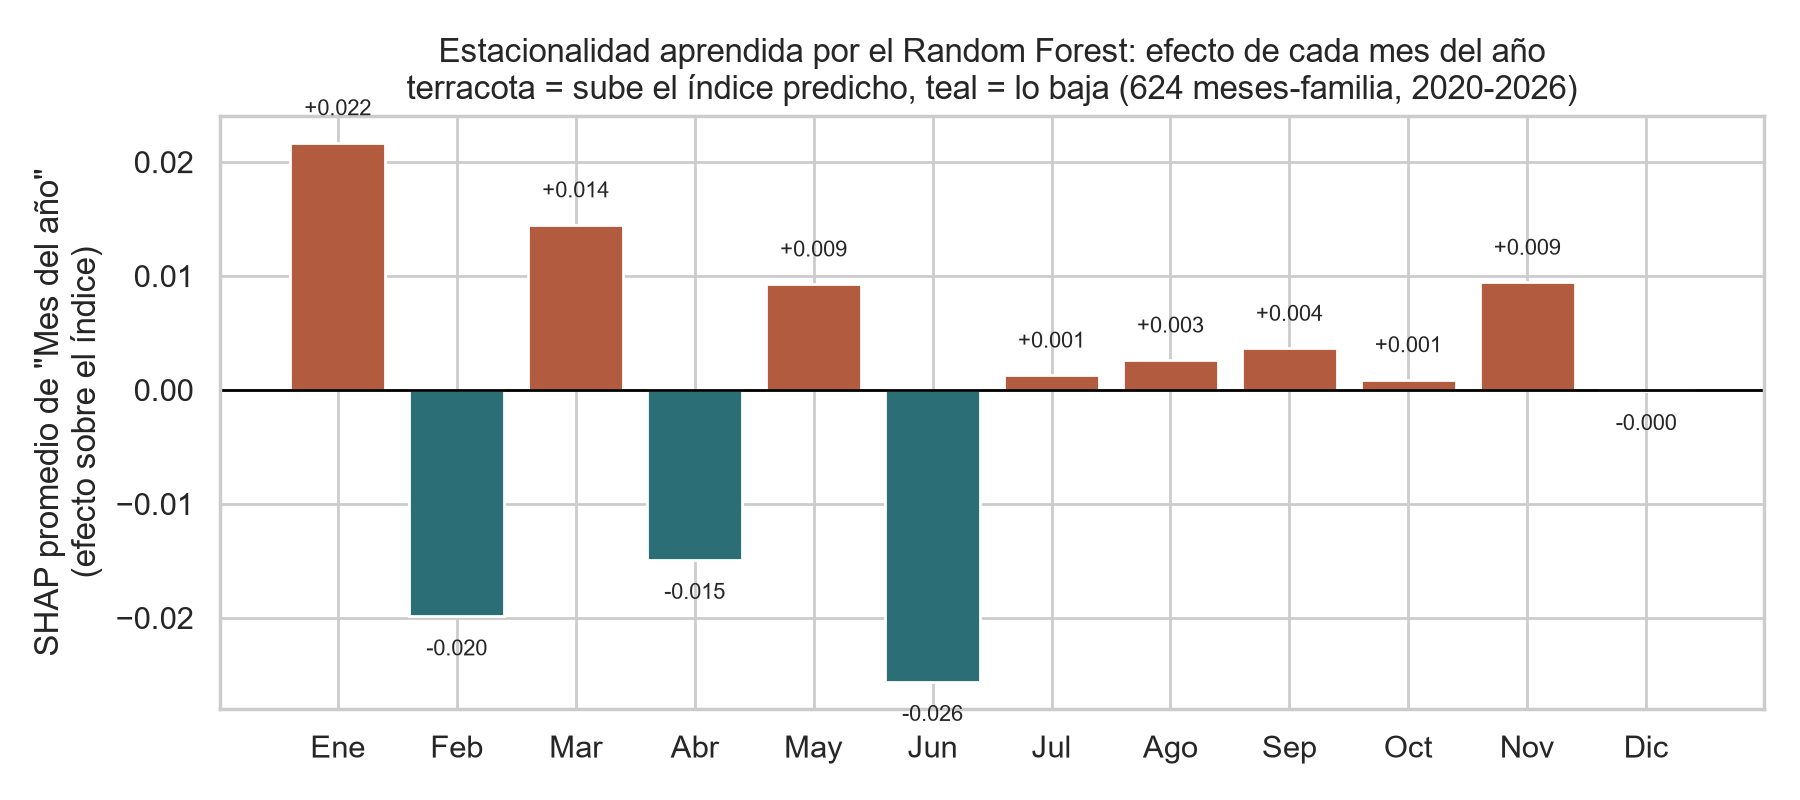 Estacionalidad aprendida por el Random Forest: efecto de cada mes del año
terracota = sube el índice predicho, teal = lo baja (624 meses-familia, 2020-2026)
SHAP promedio de "Mes del año"
(efecto sobre el índice)
0.02
0.01
0.00
−0.01
−0.02
+0.022
-0.020
+0.014
-0.015
+0.009
-0.026
+0.001
+0.003
+0.004
+0.001
+0.009
-0.000
Ene
Feb
Mar
Abr
May
Jun
Jul
Ago
Sep
Oct
Nov
Dic